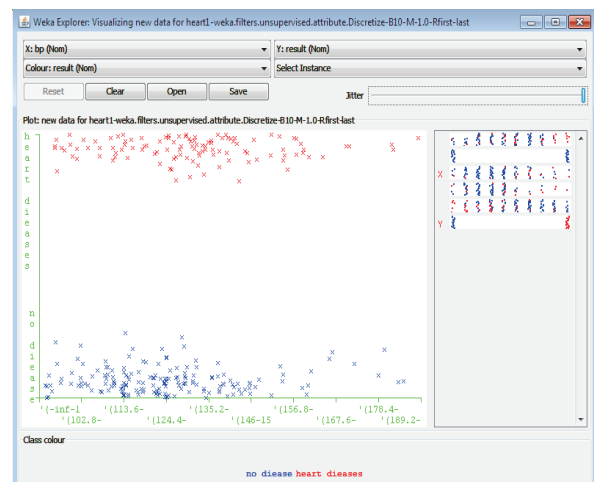 Weka Explorer: Visualizing new data for heart1-weka.filters.unsupervised.attribute.Discretize-B10-M-1.0-Rfirst-last
X: bp (Nom)
Y: result (Nom)
Colour: result (Nom)
Select Instance
Reset
Clear
Open
Save
Jitter
Plot: new data for heart1-weka.filters.unsupervised.attribute.Discretize-B10-M-1.0-Rfirst-last
heart dieases
no diease
X
Y
'(-inf-1 '(113.6- '(135.2- '(156.8- '(178.4-
'(102.8- '(124.4- '(146-15 '(167.6- '(189.2-
Class colour
no diease heart dieases